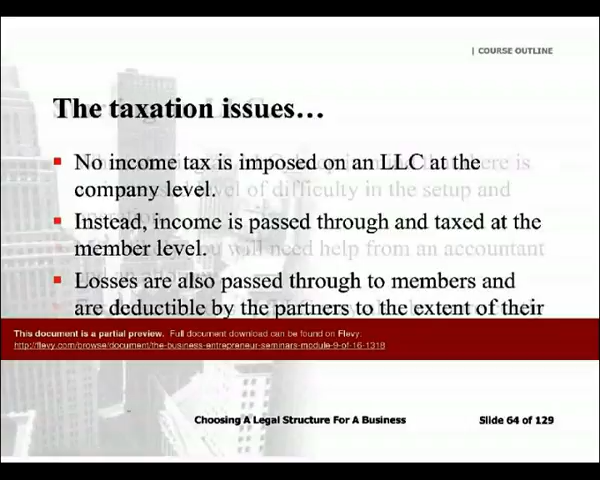 | COURSE OUTLINE
The taxation issues…
No income tax is imposed on an LLC at the
company level.
Instead, income is passed through and taxed at the
member level.
Losses are also passed through to members and
are deductible by the partners to the extent of their
This document is a partial preview. Full document download can be found on Flevy:
http://flevy.com/browse/document/the-business-entrepreneur-seminars-module-9-of-16-1318
Choosing A Legal Structure For A Business
Slide 64 of 129